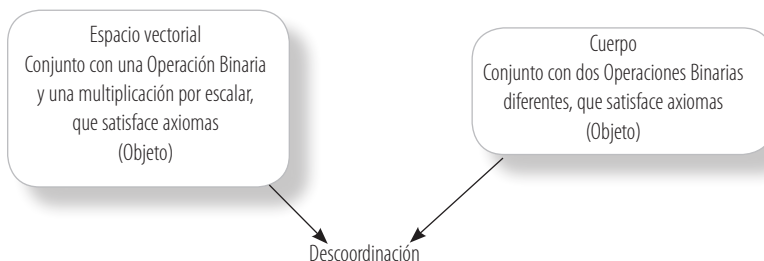 Espacio vectorial
Conjunto con una Operación Binaria
y una multiplicación por escalar,
que satisface axiomas
(Objeto)
Cuerpo
Conjunto con dos Operaciones Binarias
diferentes, que satisface axiomas
(Objeto)
Descoordinación